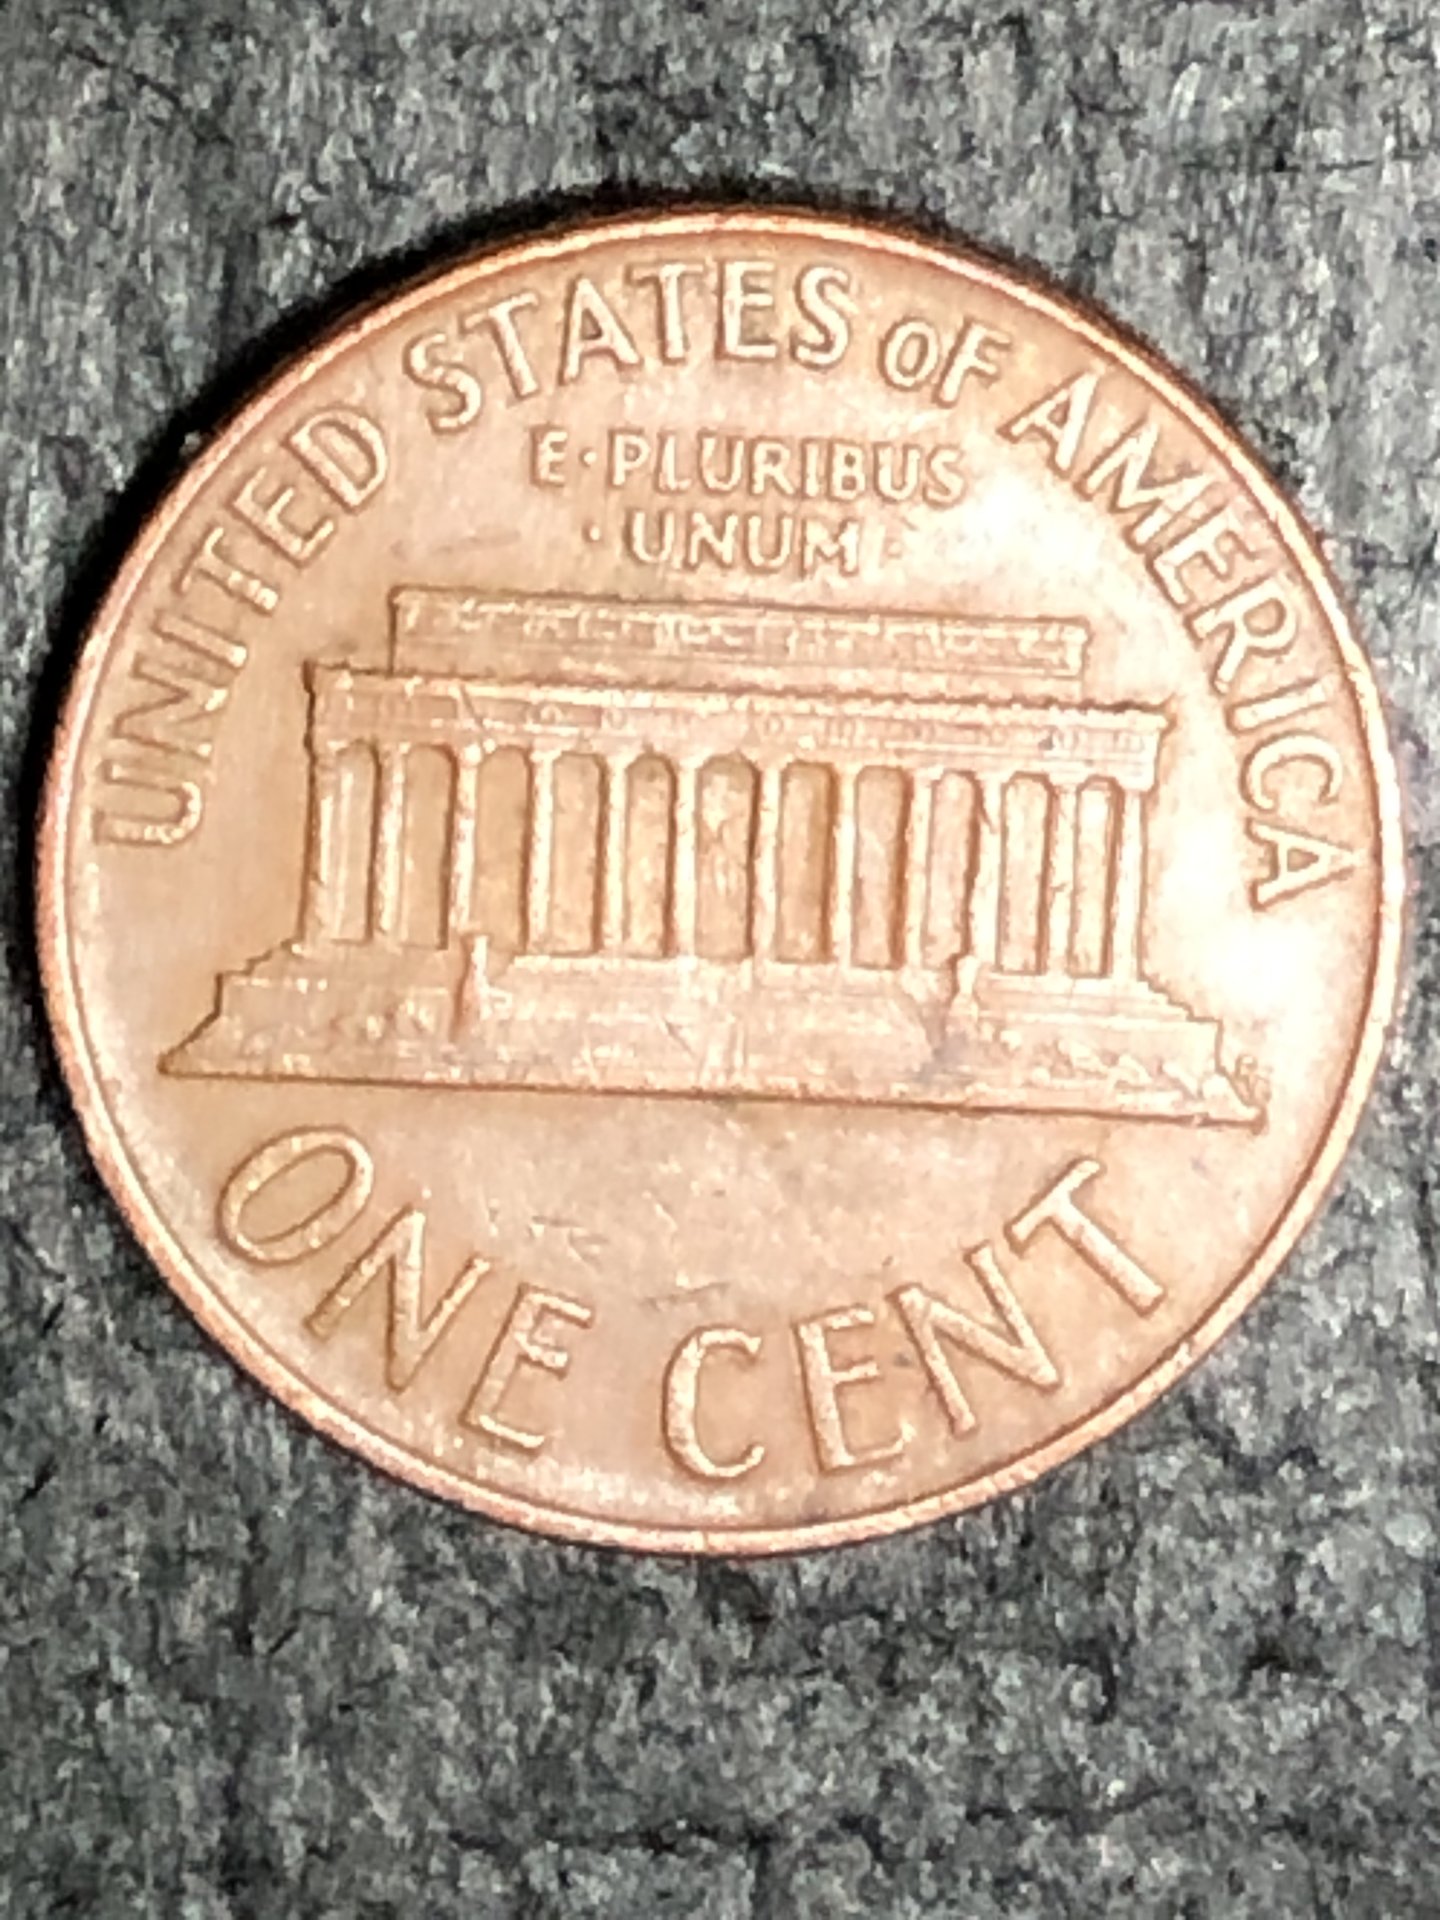 UNITED STATES OF AMERICA
E·PLURIBUS
·UNUM·
ONE CENT